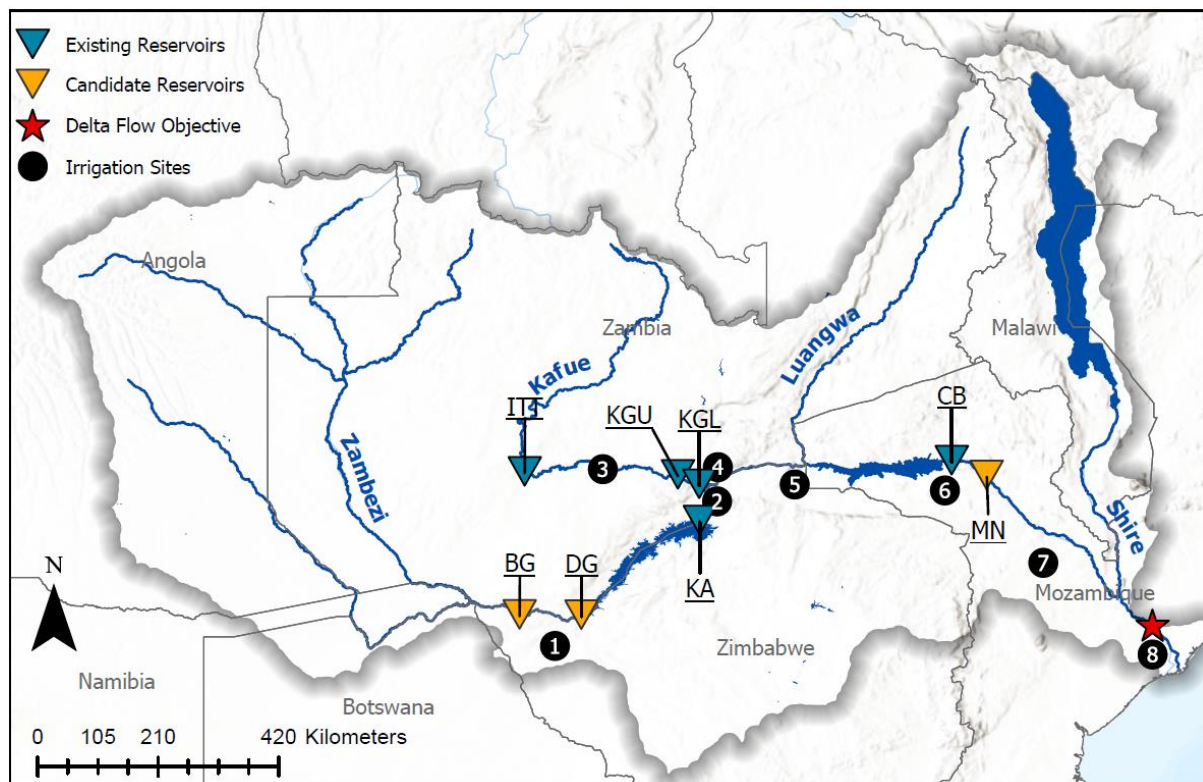 Existing Reservoirs
Candidate Reservoirs
Delta Flow Objective
Irrigation Sites
Angola
Zambia
Malawi
Luangwa
Kafue
ITT
KGU
KGL
CB
Zambezi
3
4
5
6
2
MN
Shire
BG
DG
KA
7
Mozambique
1
Zimbabwe
8
N
Namibia
Botswana
0 105 210 420 Kilometers